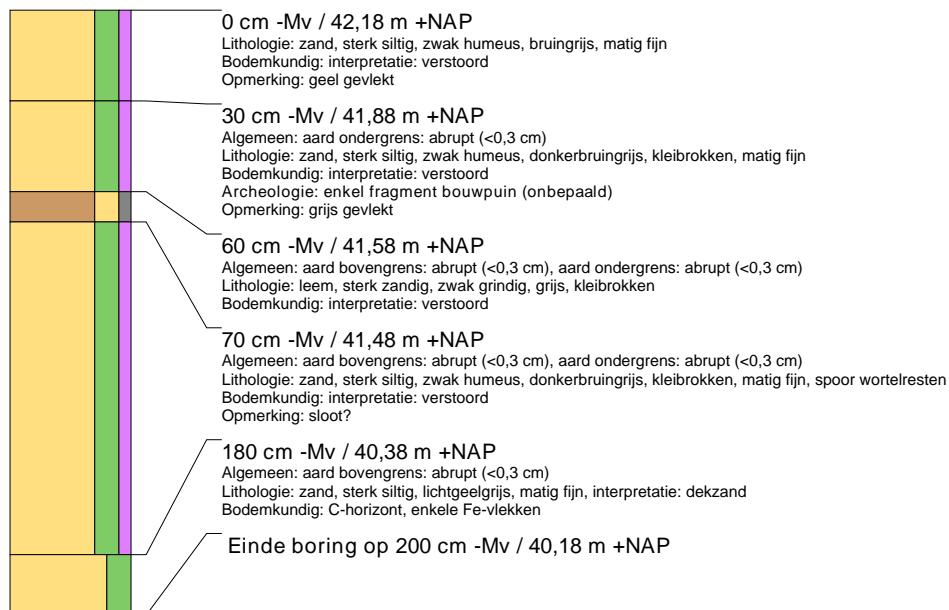 0 cm -Mv / 42,18 m +NAP
Lithologie: zand, sterk siltig, zwak humeus, bruingrijs, matig fijn
Bodemkundig: interpretatie: verstoord
Opmerking: geel gevlekt
30 cm -Mv / 41,88 m +NAP
Algemeen: aard ondergrens: abrupt (<0,3 cm)
Lithologie: zand, sterk siltig, zwak humeus, donkerbruingrijs, kleibrokken, matig fijn
Bodemkundig: interpretatie: verstoord
Archeologie: enkel fragment bouwpuin (onbepaald)
Opmerking: grijs gevlekt
60 cm -Mv / 41,58 m +NAP
Algemeen: aard bovengrens: abrupt (<0,3 cm), aard ondergrens: abrupt (<0,3 cm)
Lithologie: leem, sterk zandig, zwak grindig, grijs, kleibrokken
Bodemkundig: interpretatie: verstoord
70 cm -Mv / 41,48 m +NAP
Algemeen: aard bovengrens: abrupt (<0,3 cm), aard ondergrens: abrupt (<0,3 cm)
Lithologie: zand, sterk siltig, zwak humeus, donkerbruingrijs, kleibrokken, matig fijn, spoor wortelresten
Bodemkundig: interpretatie: verstoord
Opmerking: sloot?
180 cm -Mv / 40,38 m +NAP
Algemeen: aard bovengrens: abrupt (<0,3 cm)
Lithologie: zand, sterk siltig, lichtgeelgrijs, matig fijn, interpretatie: dekzand
Bodemkundig: C-horizont, enkele Fe-vlekken
Einde boring op 200 cm -Mv / 40,18 m +NAP